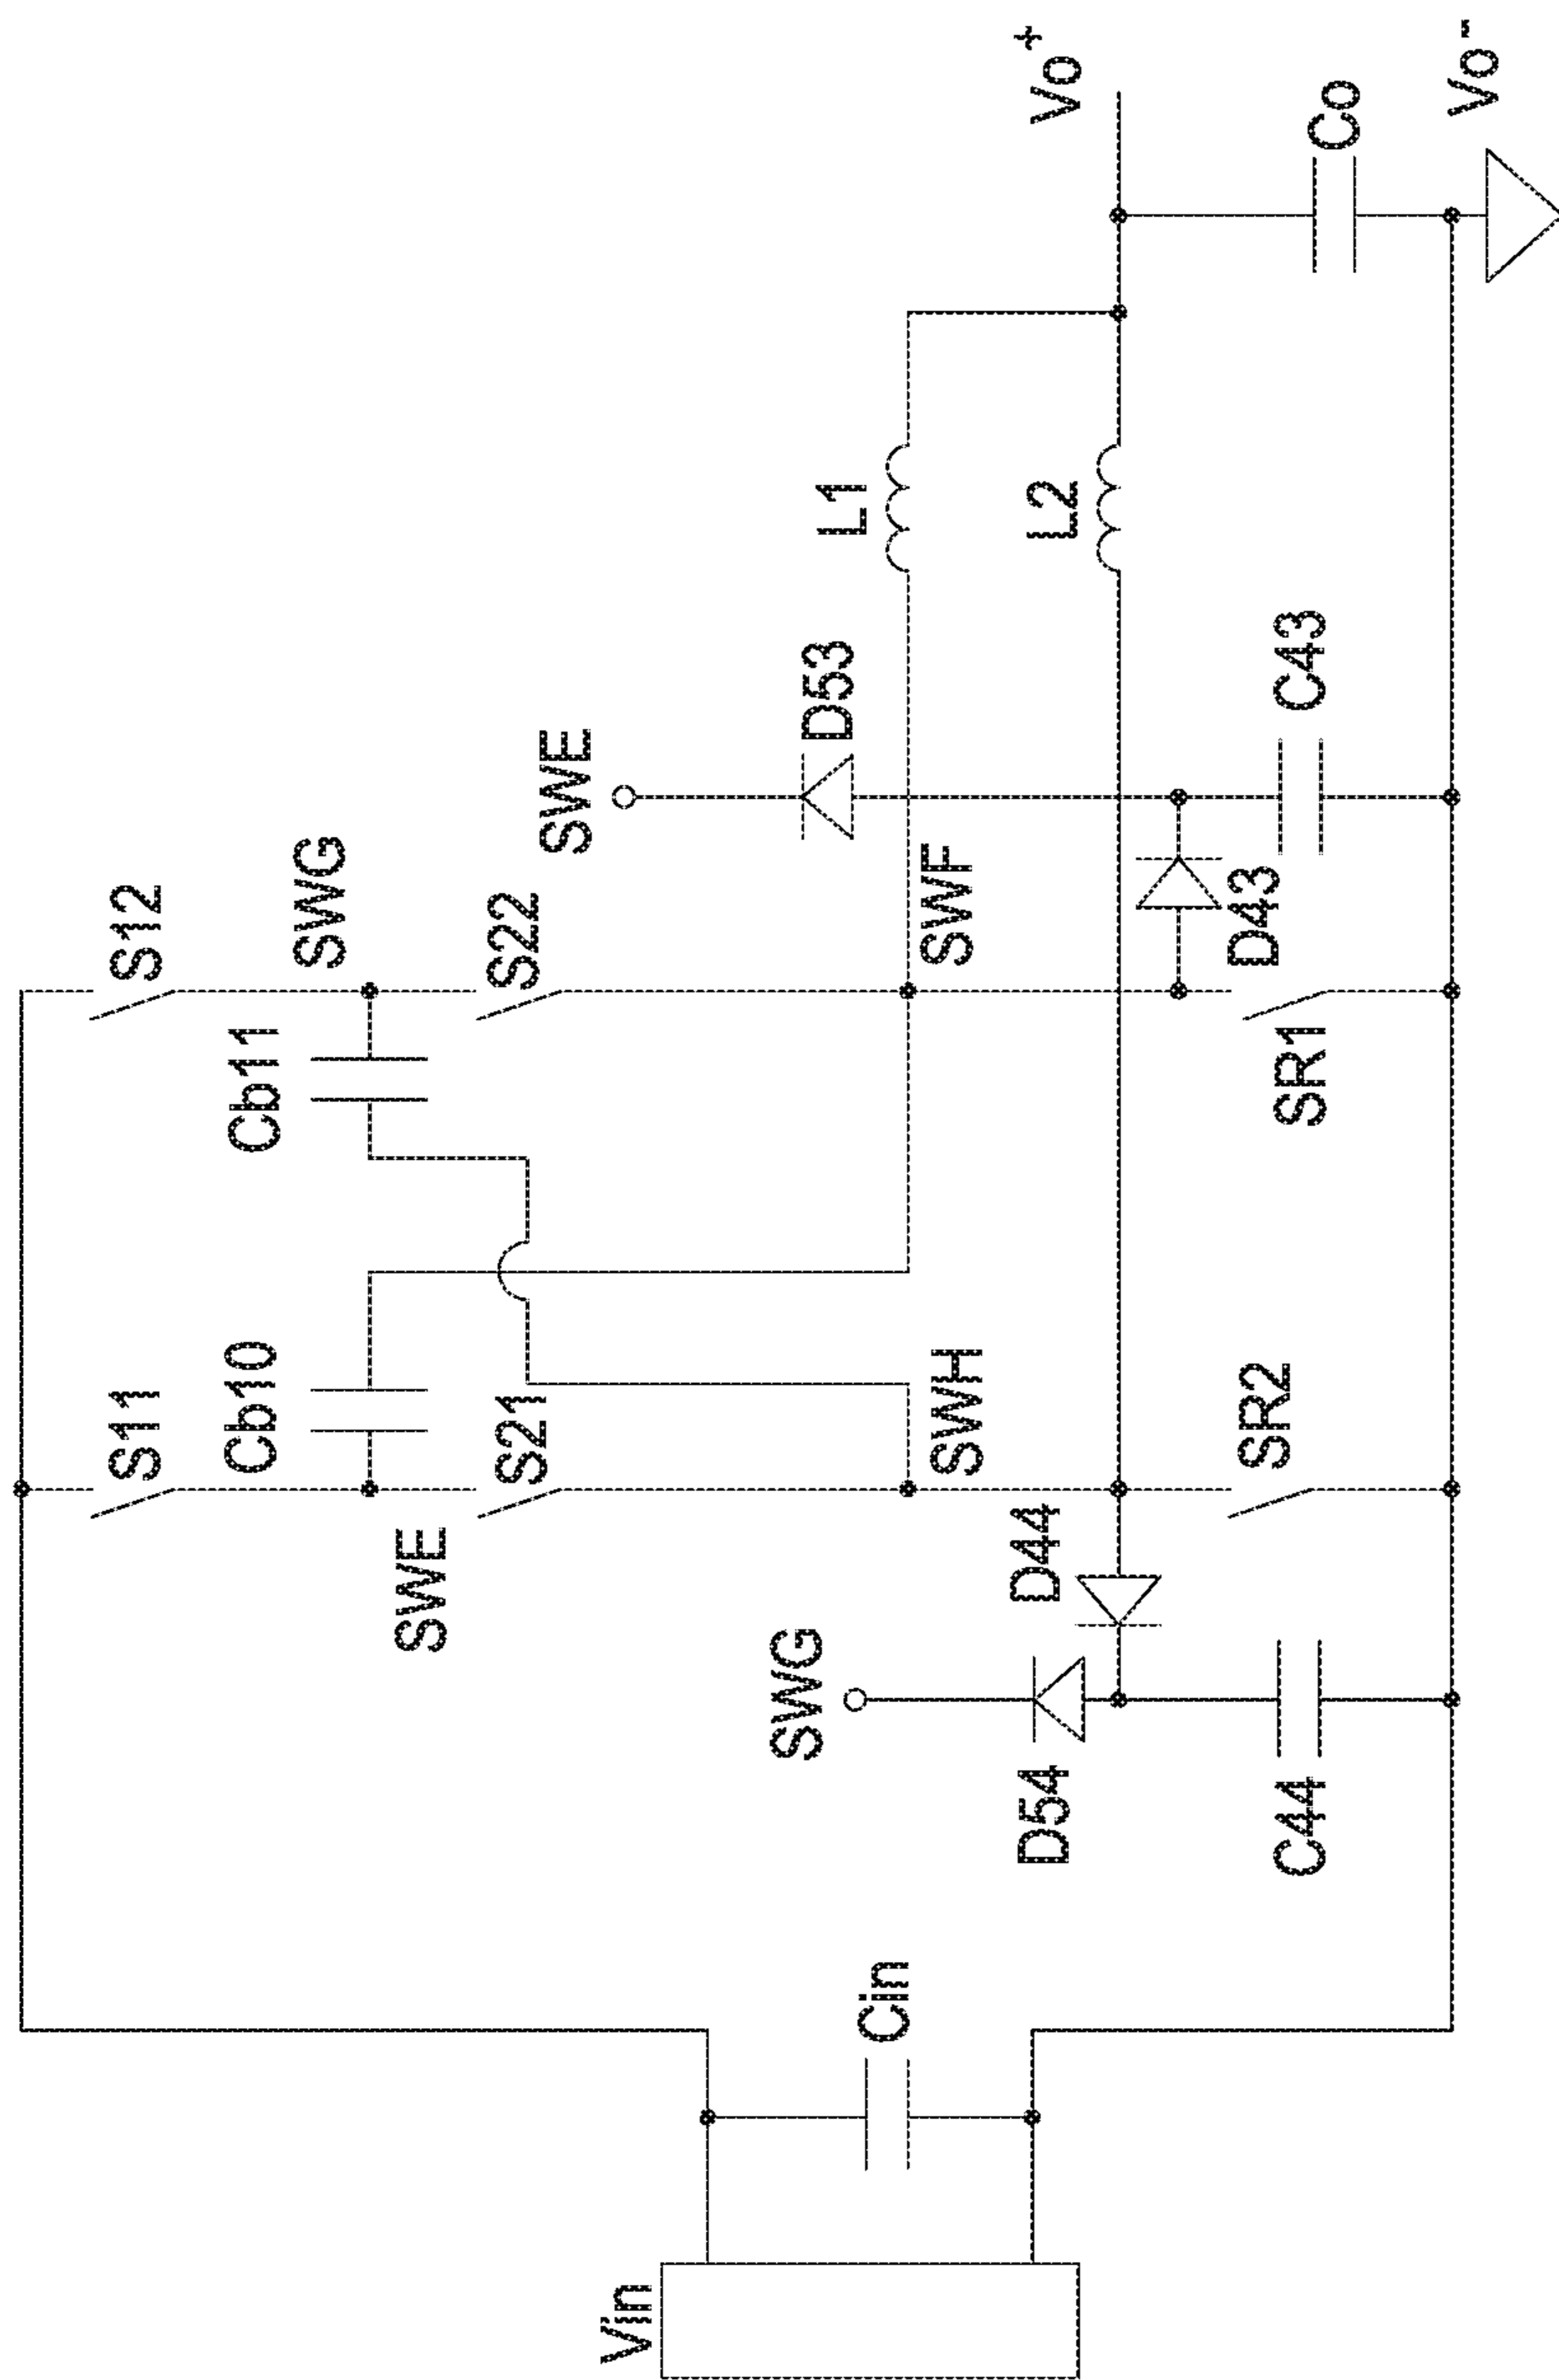 Vin
Cin
S11
S12
Cb10
Cb11
SWG
SWE
S21
S22
SWE
SWG
SWH
SWF
D53
L1
L2
D44
D54
D43
SR2
SR1
C44
C43
Vo+
Co
Vo-